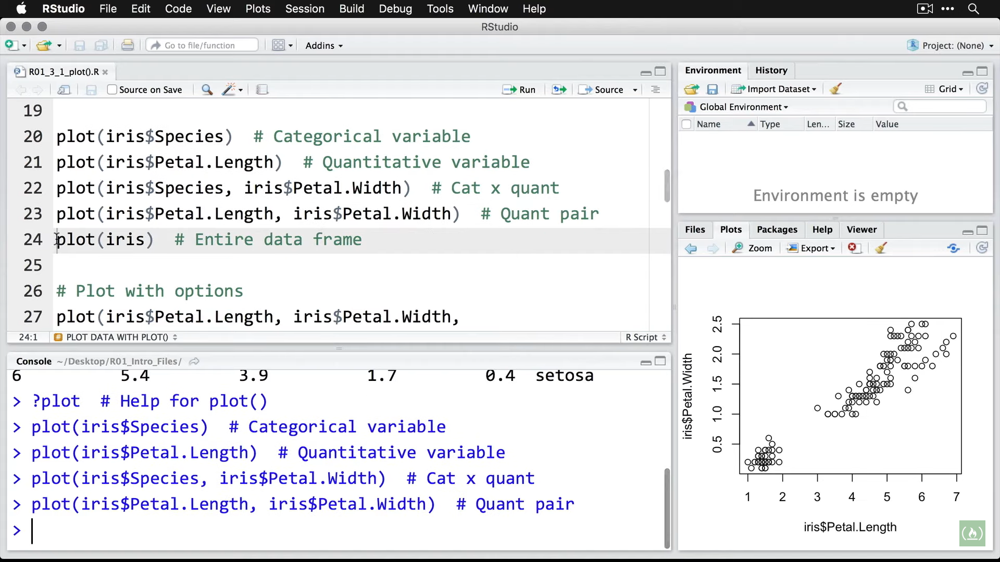 RStudio File Edit Code View Plots Session Build Debug Tools Window Help
RStudio
Go to file/function Addins Project: (None)
R01_3_1_plot().R
Source on Save Run Source
19
20 plot(iris$Species) # Categorical variable
21 plot(iris$Petal.Length) # Quantitative variable
22 plot(iris$Species, iris$Petal.Width) # Cat x quant
23 plot(iris$Petal.Length, iris$Petal.Width) # Quant pair
24 plot(iris) # Entire data frame
25
26 # Plot with options
27 plot(iris$Petal.Length, iris$Petal.Width,
24:1 PLOT DATA WITH PLOT() R Script
Console ~/Desktop/R01_Intro_Files/
6 5.4 3.9 1.7 0.4 setosa
> ?plot # Help for plot()
> plot(iris$Species) # Categorical variable
> plot(iris$Petal.Length) # Quantitative variable
> plot(iris$Species, iris$Petal.Width) # Cat x quant
> plot(iris$Petal.Length, iris$Petal.Width) # Quant pair
>
Environment History
Import Dataset Grid
Global Environment
Name Type Len... Size Value
Environment is empty
Files Plots Packages Help Viewer
Zoom Export
iris$Petal.Width
2.5
2.0
1.5
1.0
0.5
1 2 3 4 5 6 7
iris$Petal.Length